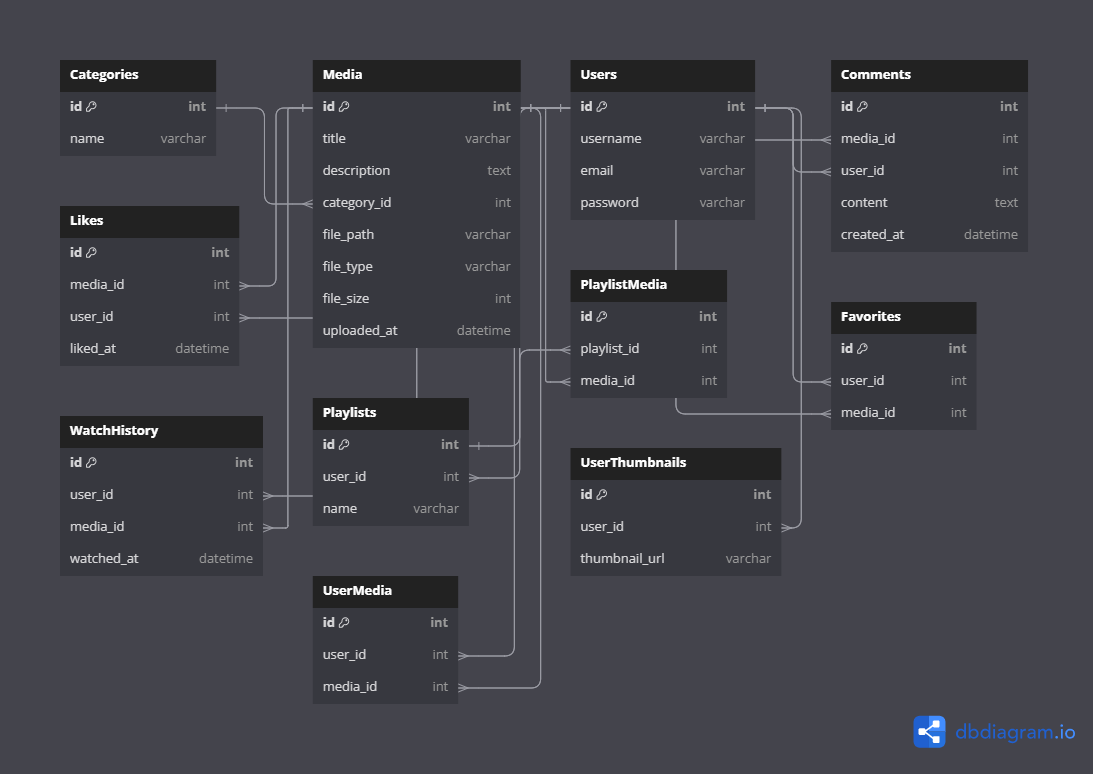 Categories
id int
name varchar
Media
id int
title varchar
description text
category_id int
file_path varchar
file_type varchar
file_size int
uploaded_at datetime
Users
id int
username varchar
email varchar
password varchar
Comments
id int
media_id int
user_id int
content text
created_at datetime
Likes
id int
media_id int
user_id int
liked_at datetime
PlaylistMedia
id int
playlist_id int
media_id int
Favorites
id int
user_id int
media_id int
WatchHistory
id int
user_id int
media_id int
watched_at datetime
Playlists
id int
user_id int
name varchar
UserThumbnails
id int
user_id int
thumbnail_url varchar
UserMedia
id int
user_id int
media_id int
dbdiagram.io